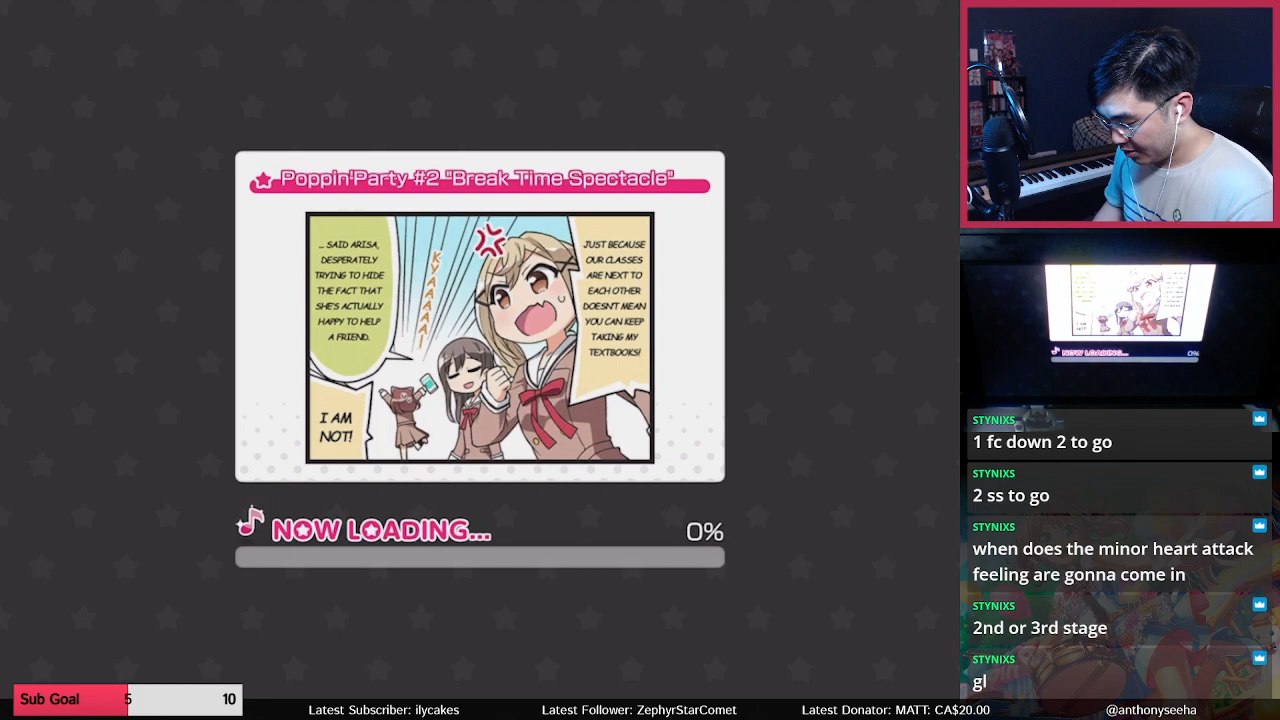 Poppin'Party #2 "Break Time Spectacle"
... SAID ARISA,
DESPERATELY
TRYING TO HIDE
THE FACT THAT
SHE'S ACTUALLY
HAPPY TO HELP
A FRIEND.
KYAAAAA!
JUST BECAUSE
OUR CLASSES
ARE NEXT TO
EACH OTHER
DOESN'T MEAN
YOU CAN KEEP
TAKING MY
TEXTBOOKS!
I AM
NOT!
NOW LOADING...
0%
NOW LOADING...
0%
STYNIXS
1 fc down 2 to go
STYNIXS
2 ss to go
STYNIXS
when does the minor heart attack
feeling are gonna come in
STYNIXS
2nd or 3rd stage
STYNIXS
gl
Sub Goal 5 10
Latest Subscriber: ilycakes
Latest Follower: ZephyrStarComet
Latest Donator: MATT: CA$20.00
@anthonyseeha